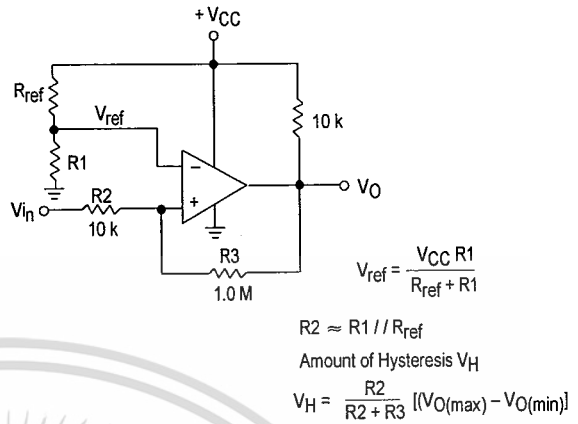 + VCC
Rref
Vref
10 k
R1
VO
Vin
R2
10 k
R3
1.0 M
Vref = VCC R1 / Rref + R1
R2 ≈ R1 // Rref
Amount of Hysteresis VH
VH = R2 / R2 + R3 [(VO(max) – VO(min)]